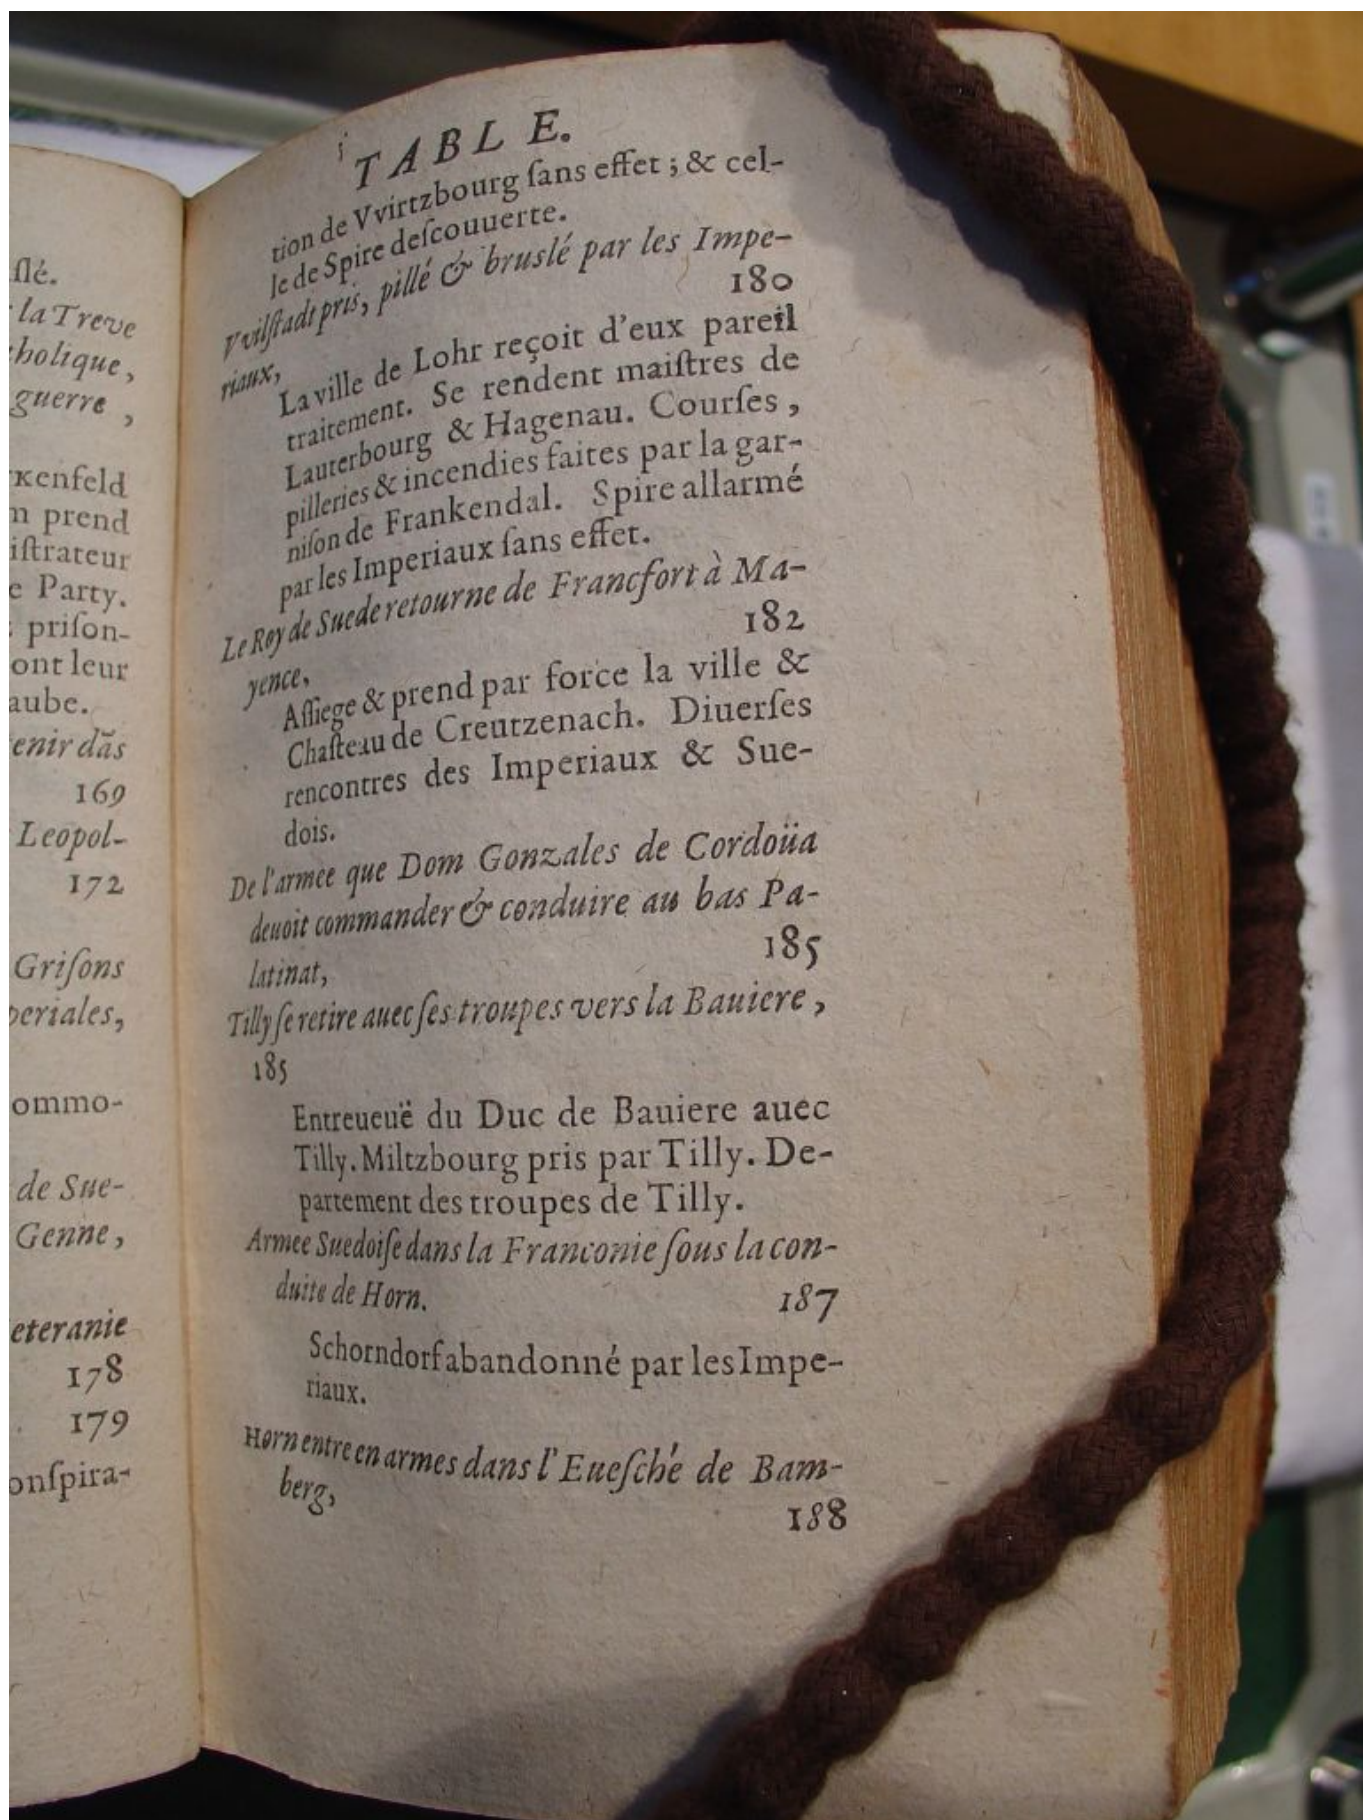 ſlé.
la Treve
holique,
guerre,
Kenfeld
prend
iſtrateur
Party.
priſon-
ont leur
aube.
enir dãs
169
Leopol-
172
Griſons
periales,
ommo-
de Sue-
Genne,
eteranie
178
179
onſpira-
TABLE.
tion de Vvirtzbourg ſans effet; & cel-
le de Spire deſcouuerte.
Vvilſtadt pris, pillé & bruslé par les Impe-
riaux, 180
La ville de Lohr reçoit d'eux pareil
traitement. Se rendent maiſtres de
Lauterbourg & Hagenau. Courſes,
pilleries & incendies faites par la gar-
niſon de Frankendal. Spire allarmé
par les Imperiaux ſans effet.
Le Roy de Suede retourne de Francfort à Ma-
yence, 182
Aſſiege & prend par force la ville &
Chaſteau de Creutzenach. Diuerſes
rencontres des Imperiaux & Sue-
dois.
De l'armee que Dom Gonzales de Cordoüa
deuoit commander & conduire au bas Pa-
latinat, 185
Tilly ſe retire auec ſes troupes vers la Bauiere,
185
Entreueuë du Duc de Bauiere auec
Tilly. Miltzbourg pris par Tilly. De-
partement des troupes de Tilly.
Armee Suedoiſe dans la Franconie ſous la con-
duite de Horn. 187
Schorndorf abandonné par les Impe-
riaux.
Horn entre en armes dans l'Eueſché de Bam-
berg, 188